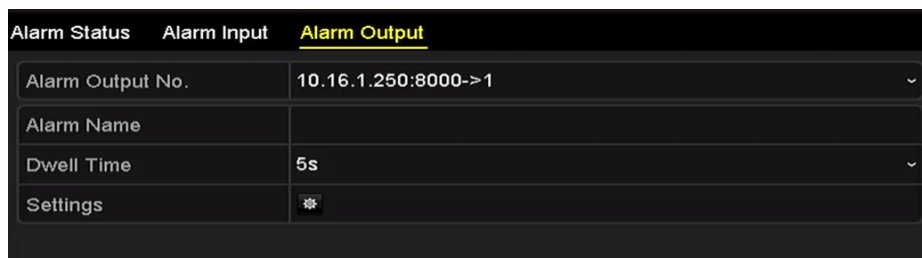 Alarm Status Alarm Input Alarm Output
Alarm Output No. 10.16.1.250:8000->1
Alarm Name
Dwell Time 5s
Settings